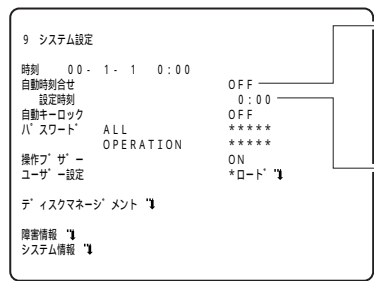 9 システム設定
時刻 00- 1- 1 0:00
自動時刻合せ OFF
設定時刻 0:00
自動キーロック OFF
パスワード ALL *****
OPERATION *****
操作ブザー ON
ユーザー設定 *ロード
ディスクマネージメント
障害情報
システム情報